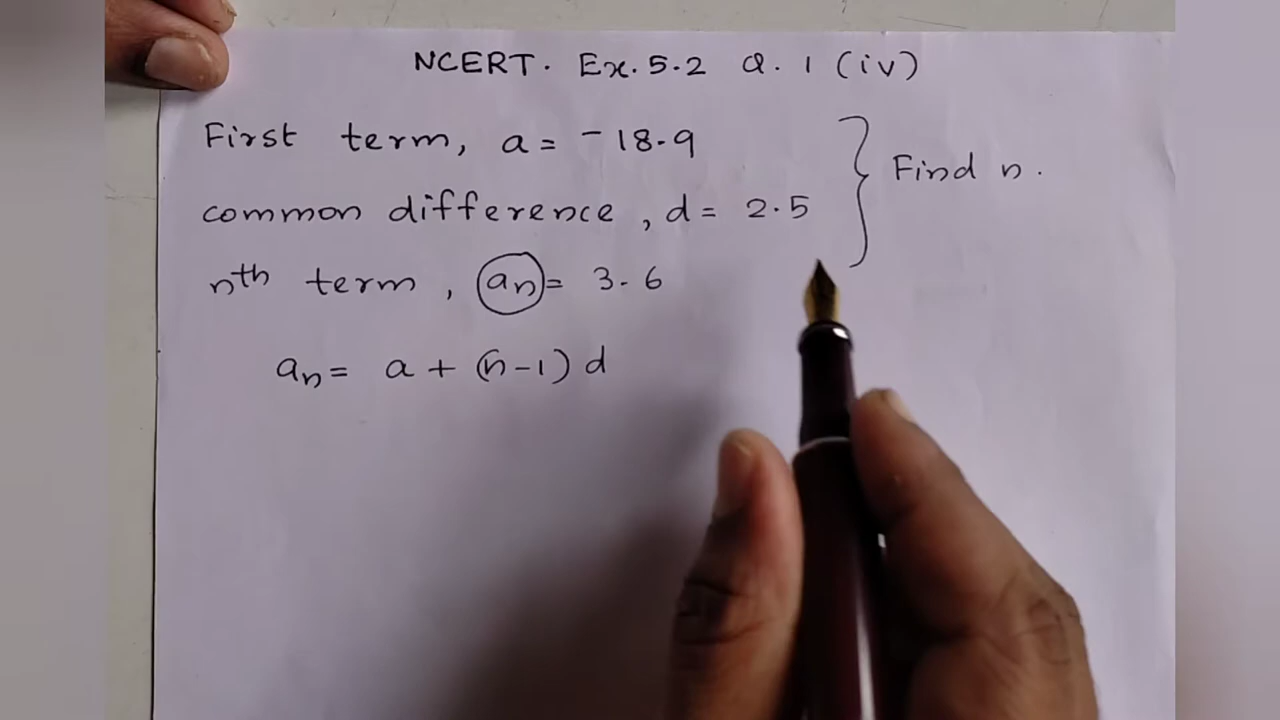 NCERT. Ex. 5.2 Q. 1 (iv)
First term, a = -18.9
common difference, d = 2.5
nth term, an = 3.6
Find n.
an = a + (n-1) d